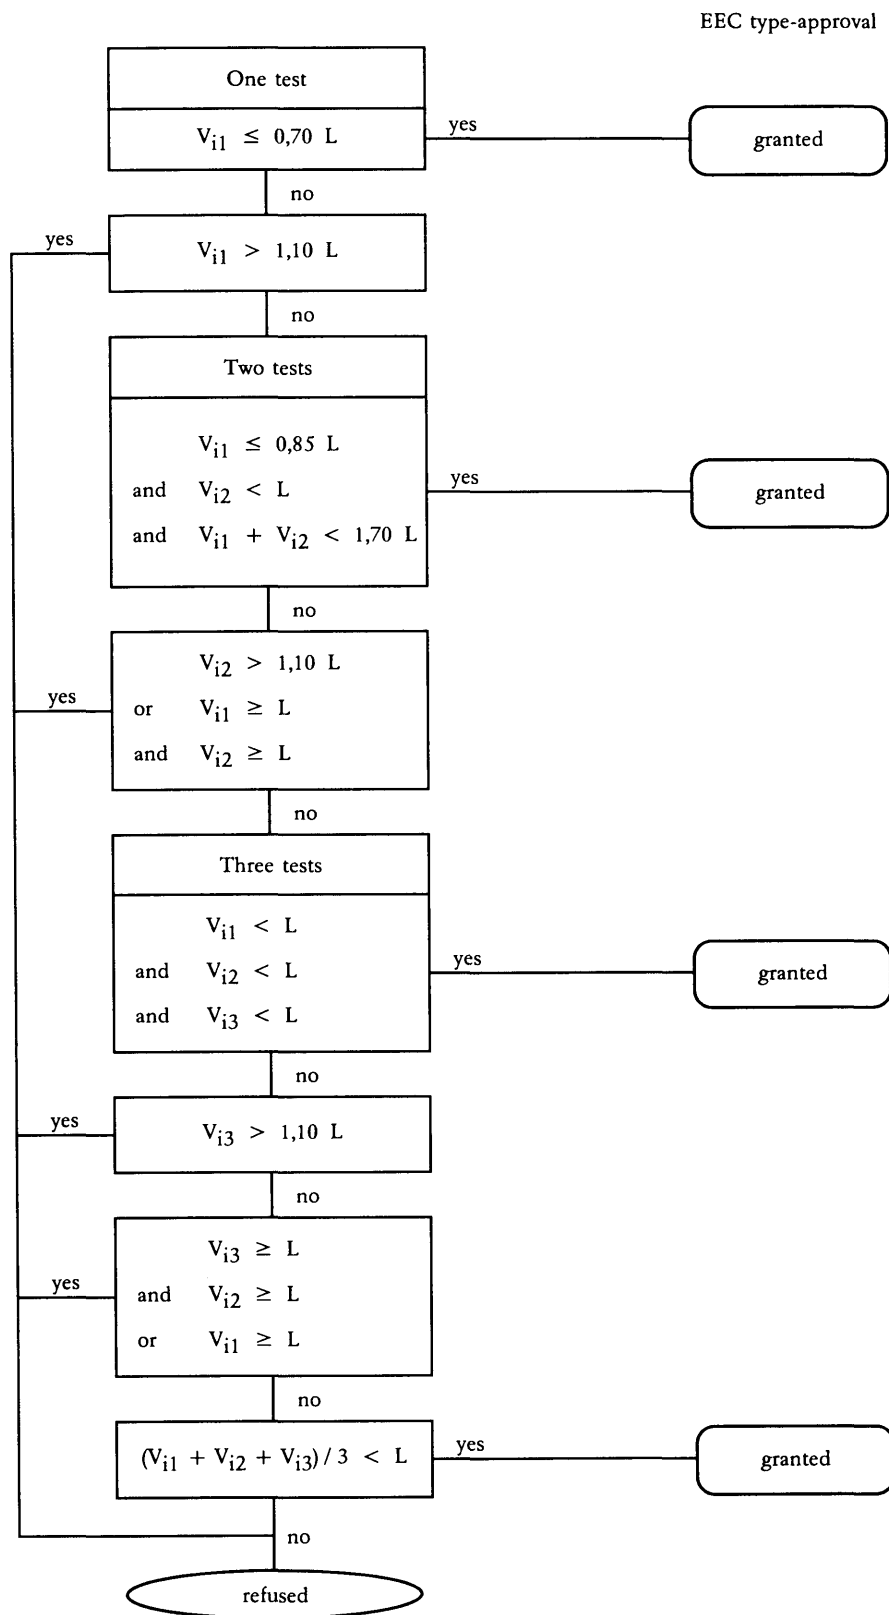 EEC type-approval
One test
Vi1 ≤ 0,70 L
yes
granted
no
yes
Vi1 > 1,10 L
no
Two tests
Vi1 ≤ 0,85 L
and Vi2 < L
and Vi1 + Vi2 < 1,70 L
yes
granted
no
Vi2 > 1,10 L
or Vi1 ≥ L
and Vi2 ≥ L
yes
no
Three tests
Vi1 < L
and Vi2 < L
and Vi3 < L
yes
granted
no
yes
Vi3 > 1,10 L
no
Vi3 ≥ L
and Vi2 ≥ L
or Vi1 ≥ L
yes
no
(Vi1 + Vi2 + Vi3) / 3 < L
yes
granted
no
refused